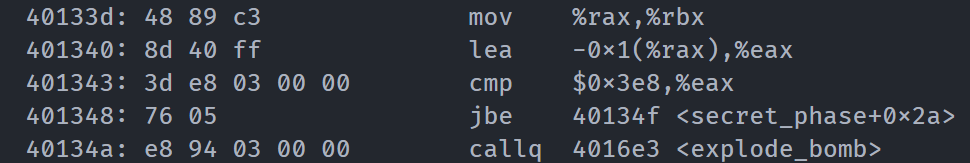 40133d: 48 89 c3 mov %rax,%rbx
401340: 8d 40 ff lea -0x1(%rax),%eax
401343: 3d e8 03 00 00 cmp $0x3e8,%eax
401348: 76 05 jbe 40134f <secret_phase+0x2a>
40134a: e8 94 03 00 00 callq 4016e3 <explode_bomb>